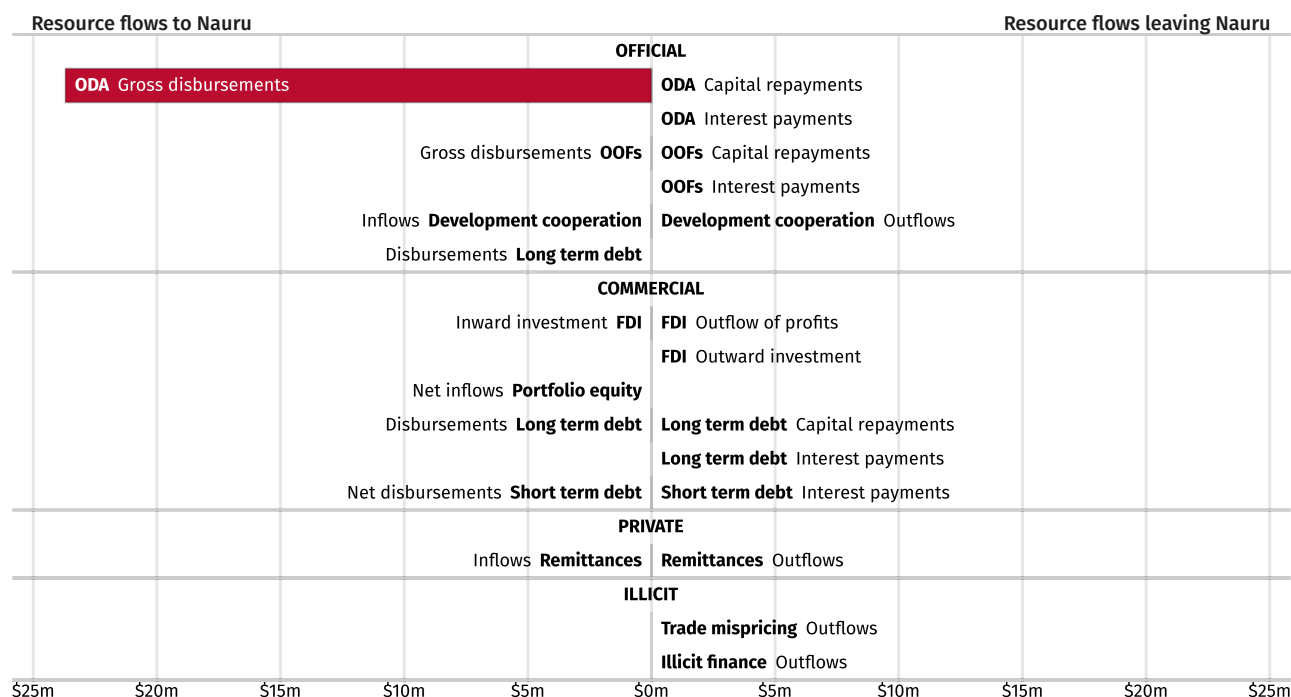 Resource flows to Nauru Resource flows leaving Nauru
OFFICIAL
ODA Gross disbursements ODA Capital repayments
ODA Interest payments
Gross disbursements OOFs OOFs Capital repayments
OOFs Interest payments
Inflows Development cooperation Development cooperation Outflows
Disbursements Long term debt
COMMERCIAL
Inward investment FDI FDI Outflow of profits
FDI Outward investment
Net inflows Portfolio equity
Disbursements Long term debt Long term debt Capital repayments
Long term debt Interest payments
Net disbursements Short term debt Short term debt Interest payments
PRIVATE
Inflows Remittances Remittances Outflows
ILLICIT
Trade mispricing Outflows
Illicit finance Outflows
$25m $20m $15m $10m $5m $0m $5m $10m $15m $20m $25m